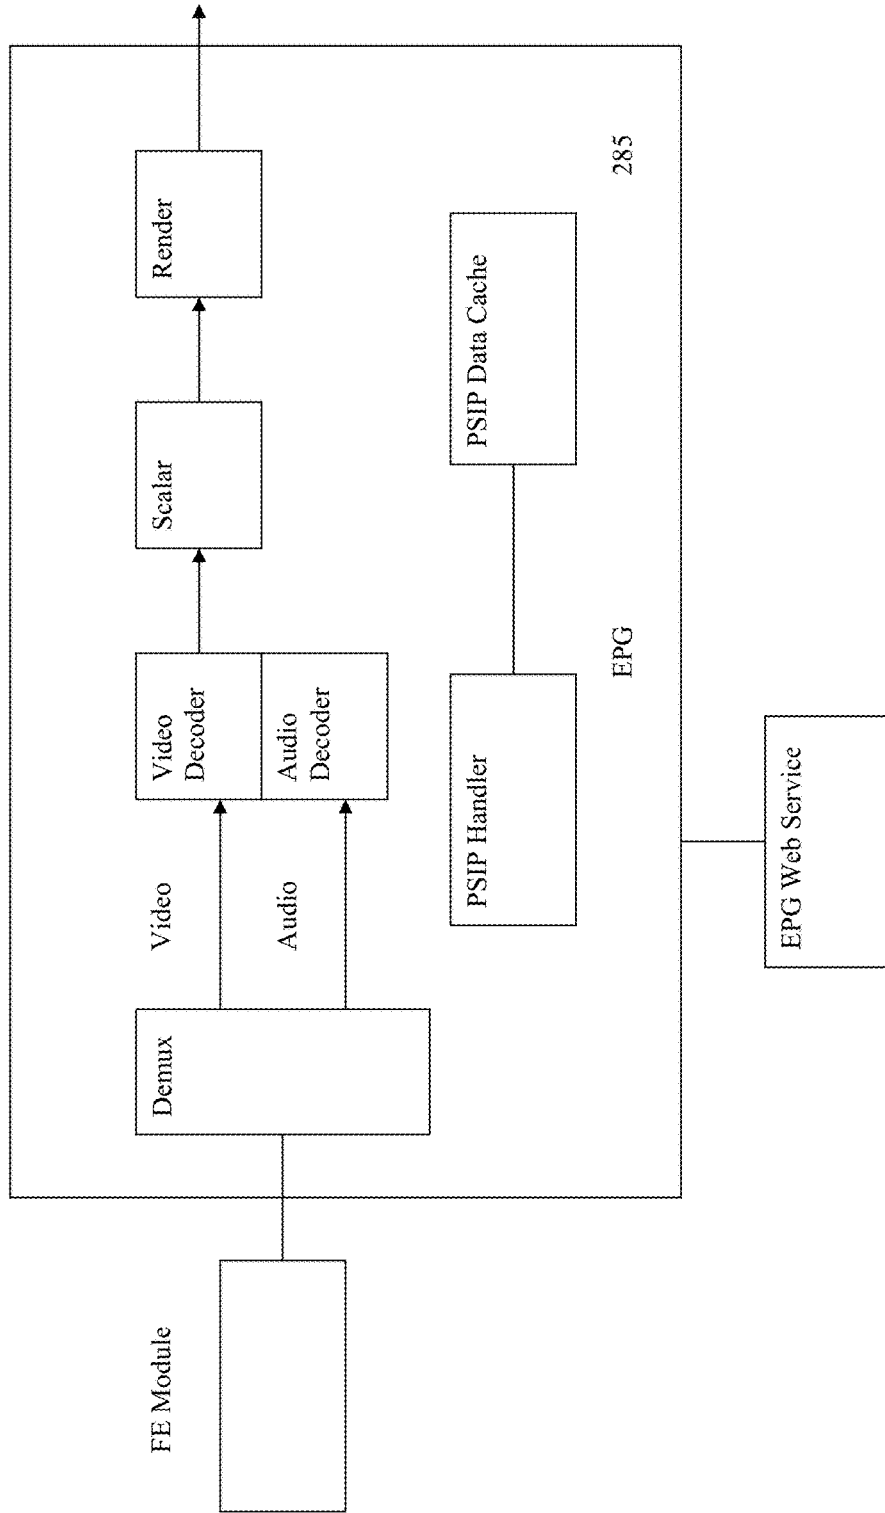 FE Module
Demux
Video
Audio
Video
Decoder
Audio
Decoder
Scalar
Render
PSIP Handler
PSIP Data Cache
EPG
285
EPG Web Service